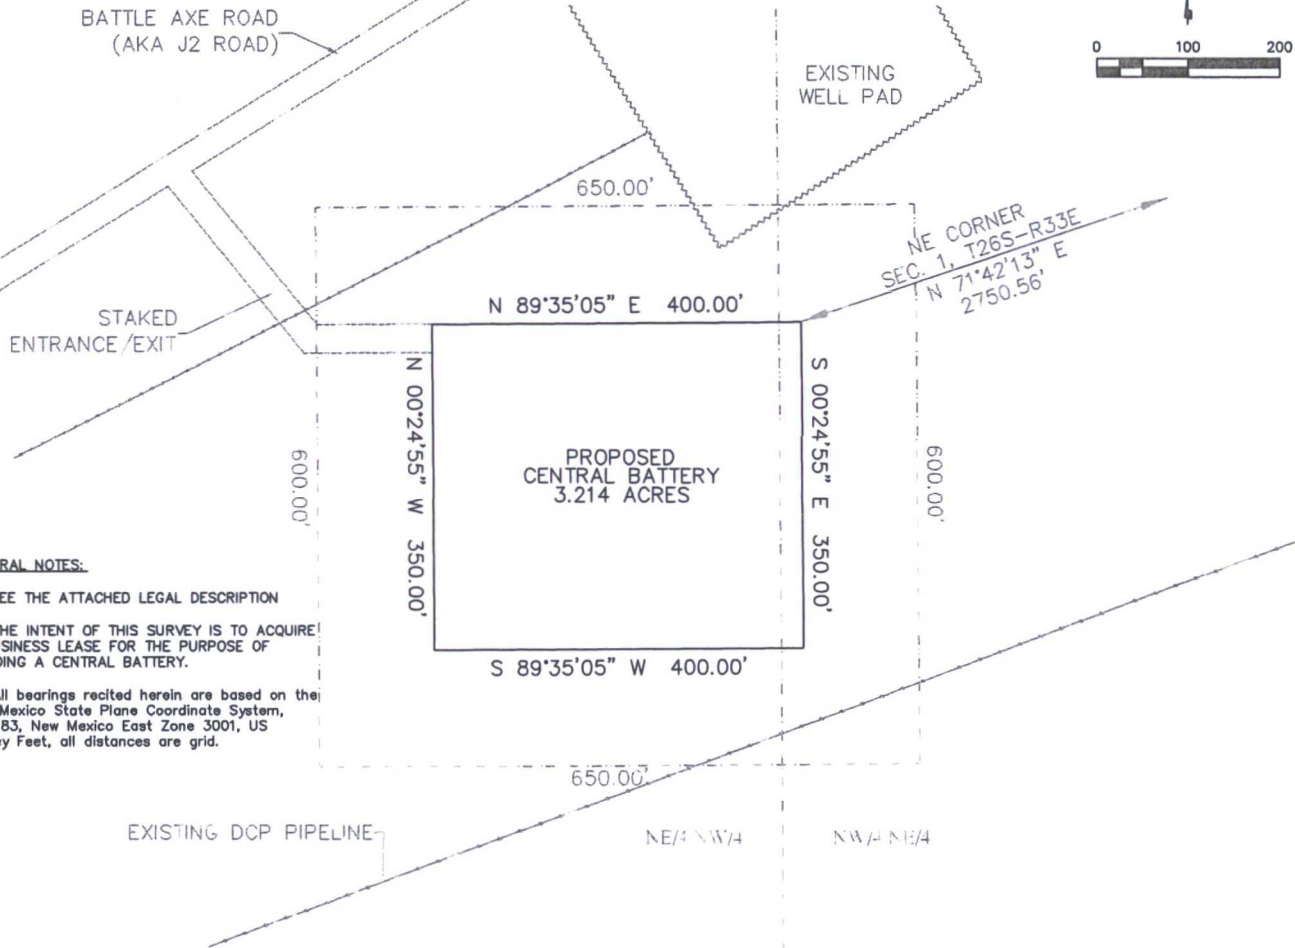 BATTLE AXE ROAD
(AKA J2 ROAD)
0 100 200
EXISTING
WELL PAD
650.00'
NE CORNER
SEC. 1, T26S-R33E
N 71°42'13" E
2750.56'
N 89°35'05" E 400.00'
STAKED
ENTRANCE/EXIT
N 00°24'55" W 350.00'
S 00°24'55" E 350.00'
PROPOSED
CENTRAL BATTERY
3.214 ACRES
600.00'
600.00'
RAL NOTES:
EE THE ATTACHED LEGAL DESCRIPTION
HE INTENT OF THIS SURVEY IS TO ACQUIRE
SINESS LEASE FOR THE PURPOSE OF
DING A CENTRAL BATTERY.
ll bearings recited herein are based on the
Mexico State Plane Coordinate System,
83, New Mexico East Zone 3001, US
ey Feet, all distances are grid.
S 89°35'05" W 400.00'
650.00'
EXISTING DCP PIPELINE
NE/4 NW/4
NW/4 NE/4